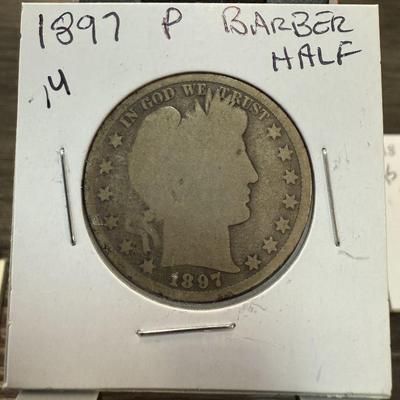 1897 P BARBER
HALF
14
IN GOD WE TRUST
1897